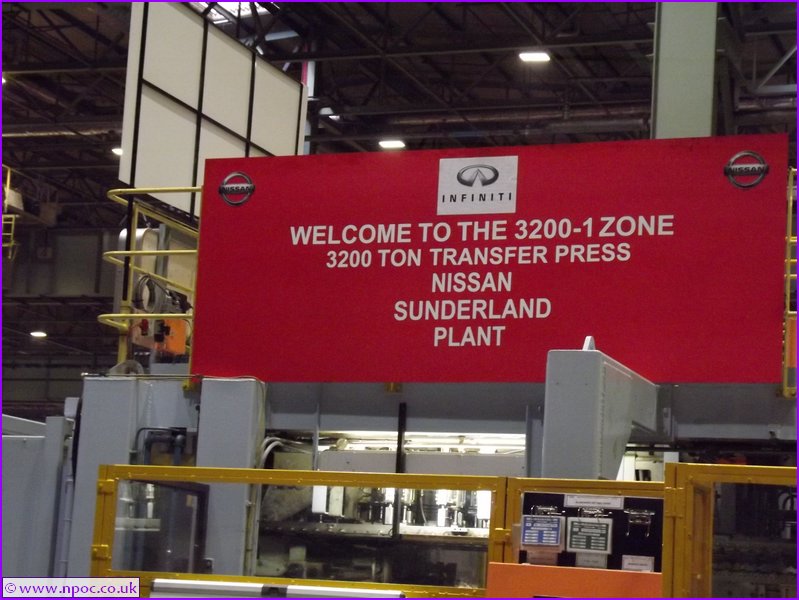 INFINITI
NISSAN
NISSAN
WELCOME TO THE 3200-1 ZONE
3200 TON TRANSFER PRESS
NISSAN
SUNDERLAND
PLANT
© www.npoc.co.uk